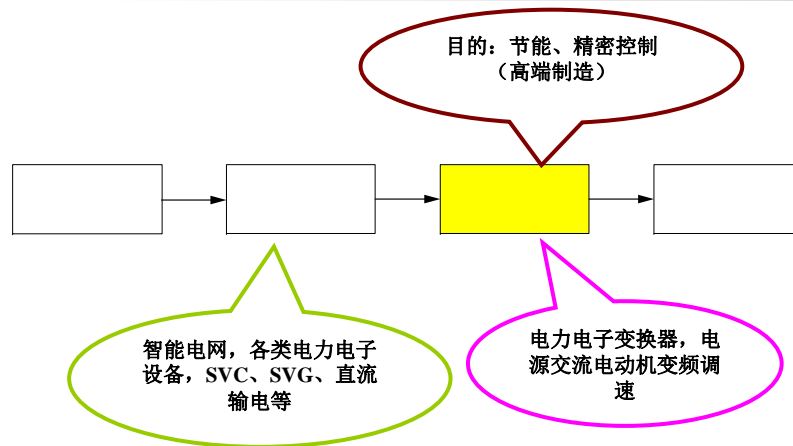 目的：节能、精密控制
（高端制造）
智能电网，各类电力电子
设备，SVC、SVG、直流
输电等
电力电子变换器，电
源交流电动机变频调
速